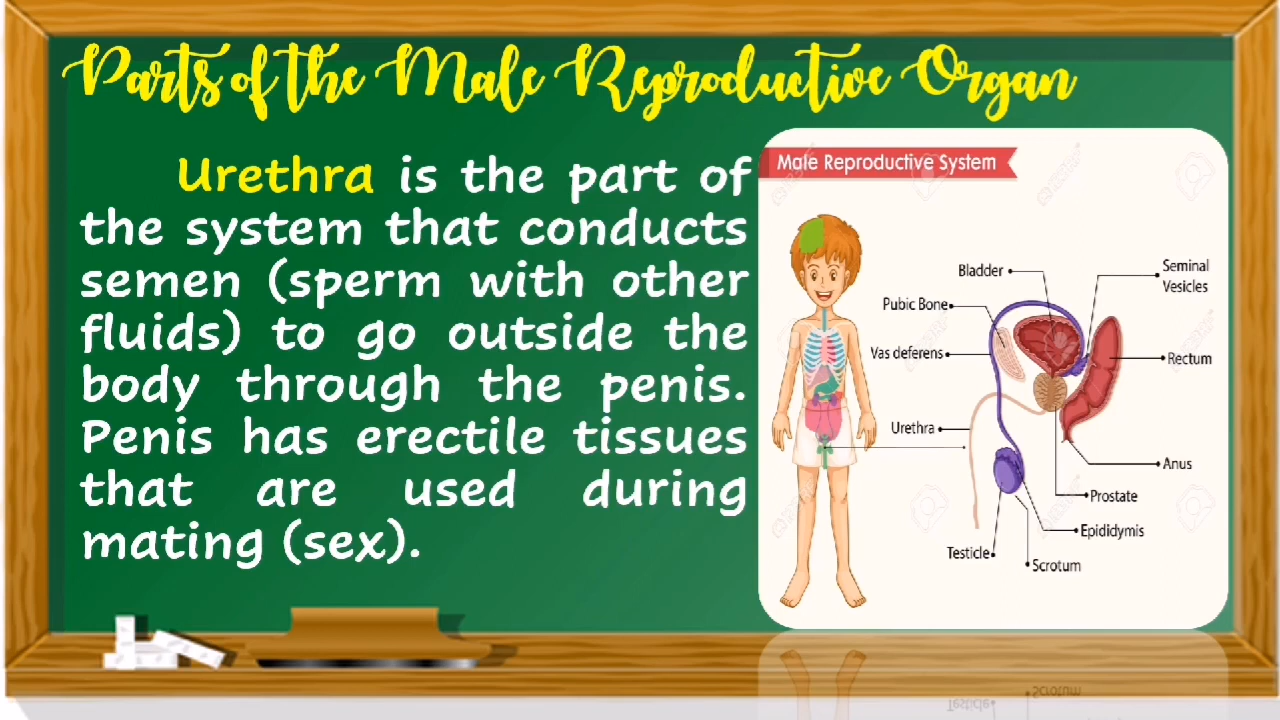 Parts of the Male Reproductive Organ
Urethra is the part of
the system that conducts
semen (sperm with other
fluids) to go outside the
body through the penis.
Penis has erectile tissues
that are used during
mating (sex).
Male Reproductive System
Bladder
Seminal
Vesicles
Pubic Bone
Vas deferens
Rectum
Urethra
Anus
Prostate
Epididymis
Testicle
Scrotum